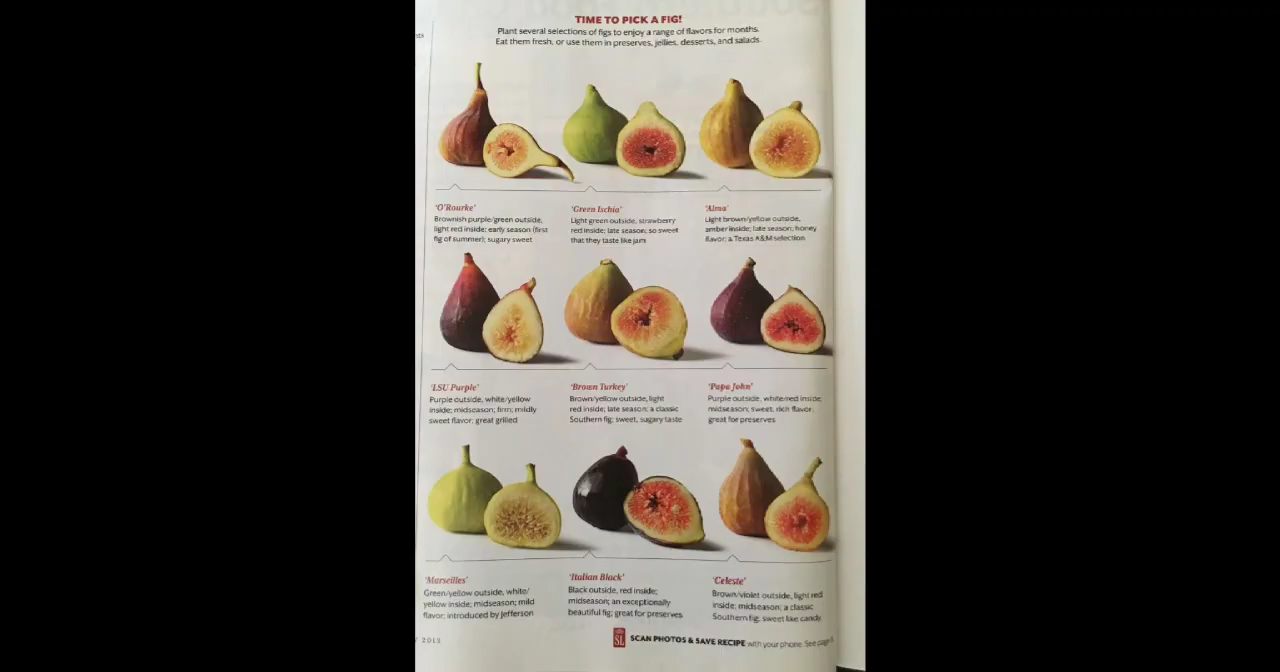 TIME TO PICK A FIG!
Plant several selections of figs to enjoy a range of flavors for months.
Eat them fresh, or use them in preserves, jellies, desserts, and salads.
'O'Rourke'
Brownish purple/green outside,
light red inside; early season (first
fig of summer); sugary sweet
'Green Ischia'
Light green outside, strawberry
red inside; late season; so sweet
that they taste like jam
'Alma'
Light brown/yellow outside,
amber inside; late season; honey
flavor; a Texas A&M selection
'LSU Purple'
Purple outside, white/yellow
inside; midseason; firm; mildly
sweet flavor; great grilled
'Brown Turkey'
Brown/yellow outside, light
red inside; late season; a classic
Southern fig; sweet, sugary taste
'Papa John'
Purple outside, white/red inside;
midseason; sweet, rich flavor;
great for preserves
'Marseilles'
Green/yellow outside, white/
yellow inside; midseason; mild
flavor; introduced by Jefferson
'Italian Black'
Black outside, red inside;
midseason; an exceptionally
beautiful fig; great for preserves
'Celeste'
Brown/violet outside, light red
inside; midseason; a classic
Southern fig; sweet like candy
2013
SL SCAN PHOTOS & SAVE RECIPE with your phone. See page